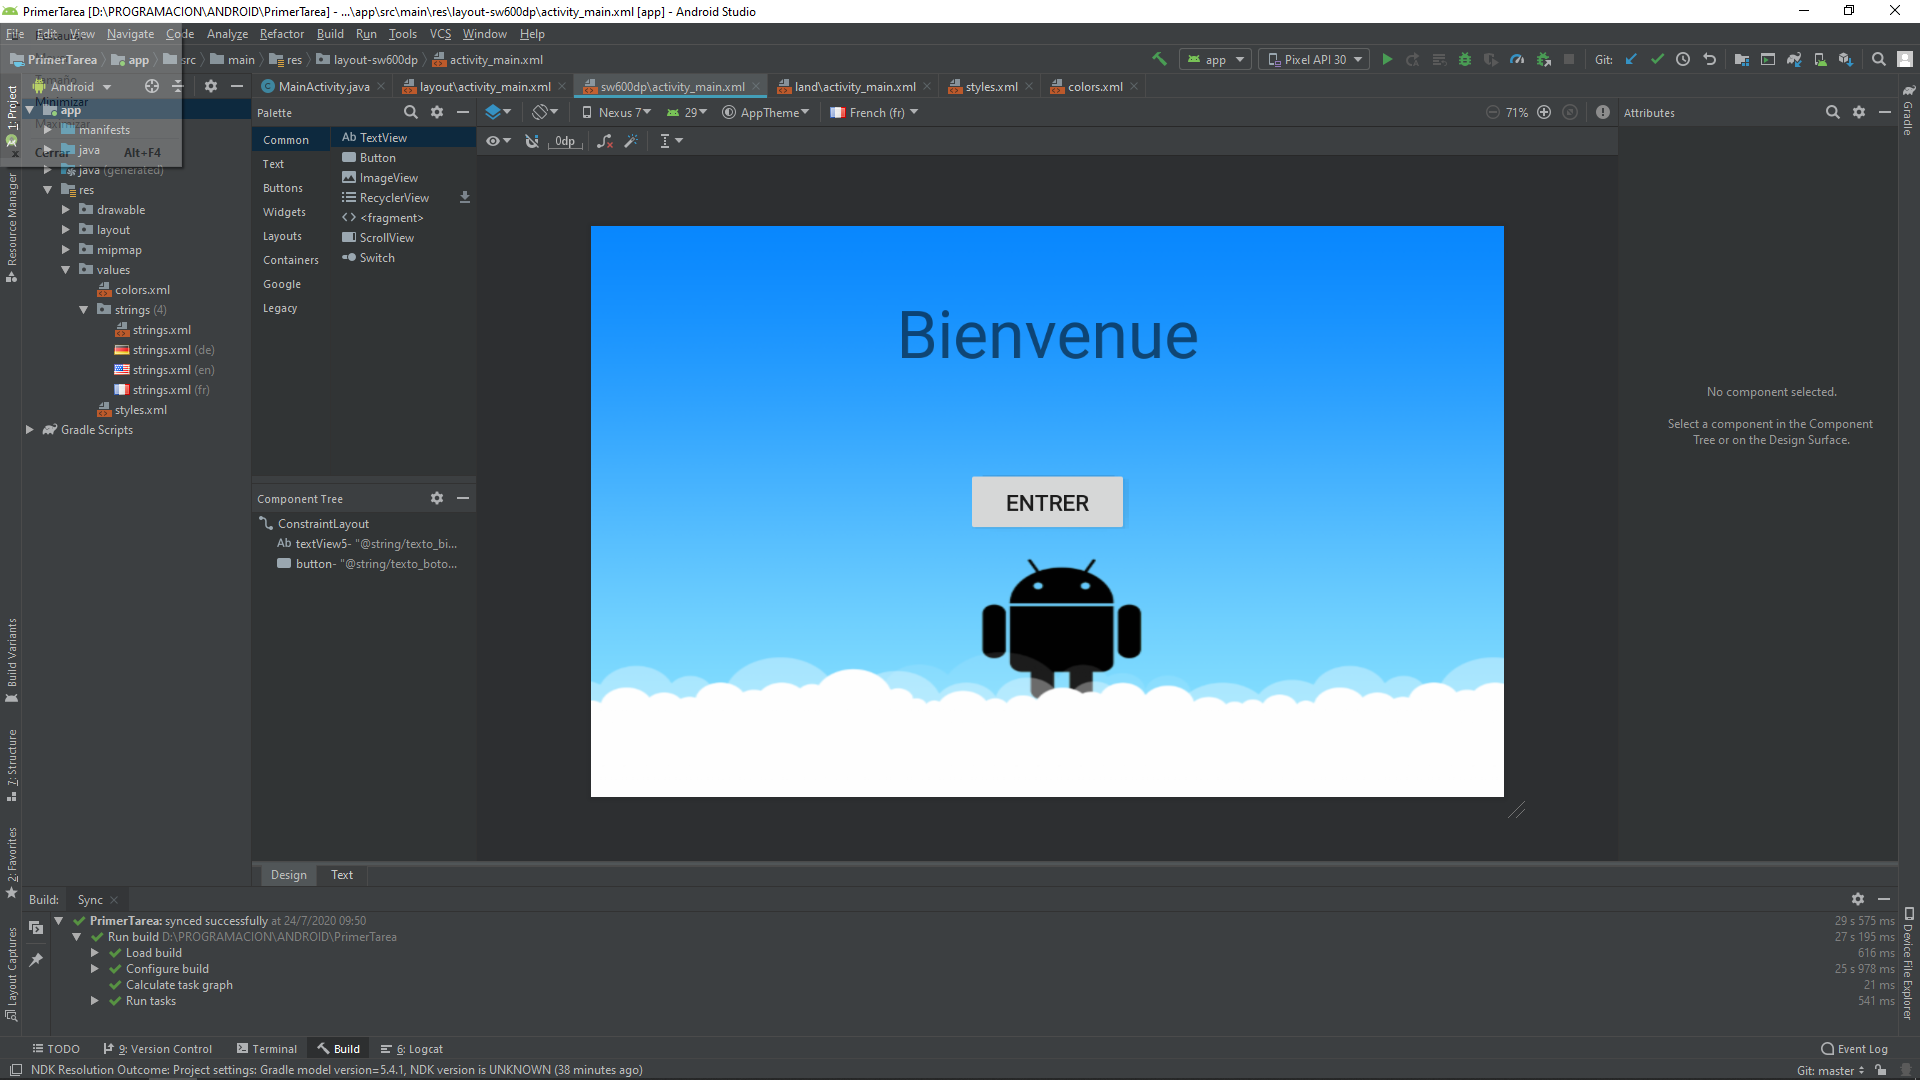 PrimerTarea [D:\PROGRAMACION\ANDROID\PrimerTarea] - ...\app\src\main\res\layout-sw600dp\activity_main.xml [app] - Android Studio
File Edit View Navigate Code Analyze Refactor Build Run Tools VCS Window Help
PrimerTarea app src main res layout-sw600dp activity_main.xml app Pixel API 30 Git:
Tamaño
Minimizar
Cerrar Alt+F4
Android MainActivity.java layout\activity_main.xml sw600dp\activity_main.xml land\activity_main.xml styles.xml colors.xml
1: Project
Resource Manager
Build Variants
7: Structure
2: Favorites
Layout Captures
app
manifests
java
java (generated)
res
drawable
layout
mipmap
values
colors.xml
strings (4)
strings.xml
strings.xml (de)
strings.xml (en)
strings.xml (fr)
styles.xml
Gradle Scripts
Palette
Common
Text
Buttons
Widgets
Layouts
Containers
Google
Legacy
Ab TextView
Button
ImageView
RecyclerView
<fragment>
ScrollView
Switch
Component Tree
ConstraintLayout
Ab textView5- "@string/texto_bi...
button- "@string/texto_boto...
Nexus 7 29 AppTheme French (fr) 71%
0dp
Bienvenue
ENTRER
Attributes
No component selected.
Select a component in the Component
Tree or on the Design Surface.
Gradle
Device File Explorer
Design Text
Build: Sync
PrimerTarea: synced successfully at 24/7/2020 09:50 29 s 575 ms
Run build D:\PROGRAMACION\ANDROID\PrimerTarea 27 s 195 ms
Load build 616 ms
Configure build 25 s 978 ms
Calculate task graph 21 ms
Run tasks 541 ms
TODO 9: Version Control Terminal Build 6: Logcat Event Log
NDK Resolution Outcome: Project settings: Gradle model version=5.4.1, NDK version is UNKNOWN (38 minutes ago) Git: master